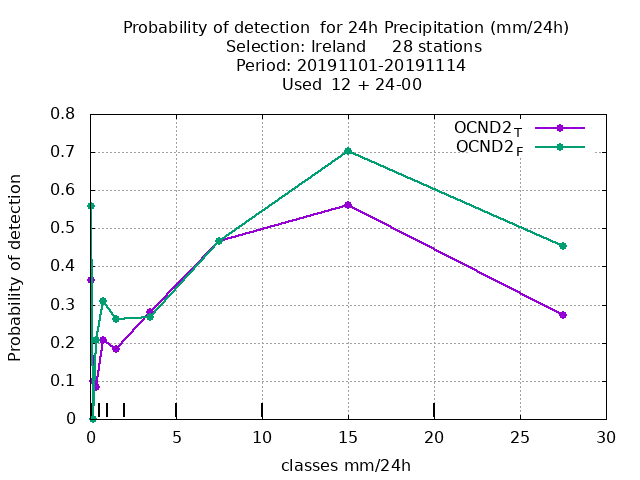 Probability of detection  for 24h Precipitation (mm/24h)
Selection: Ireland     28 stations
Period: 20191101-20191114
Used  12 + 24-00
OCND2_T
OCND2_F
0.8
0.7
0.6
0.5
0.4
0.3
0.2
0.1
0
Probability of detection
0 5 10 15 20 25 30
classes mm/24h